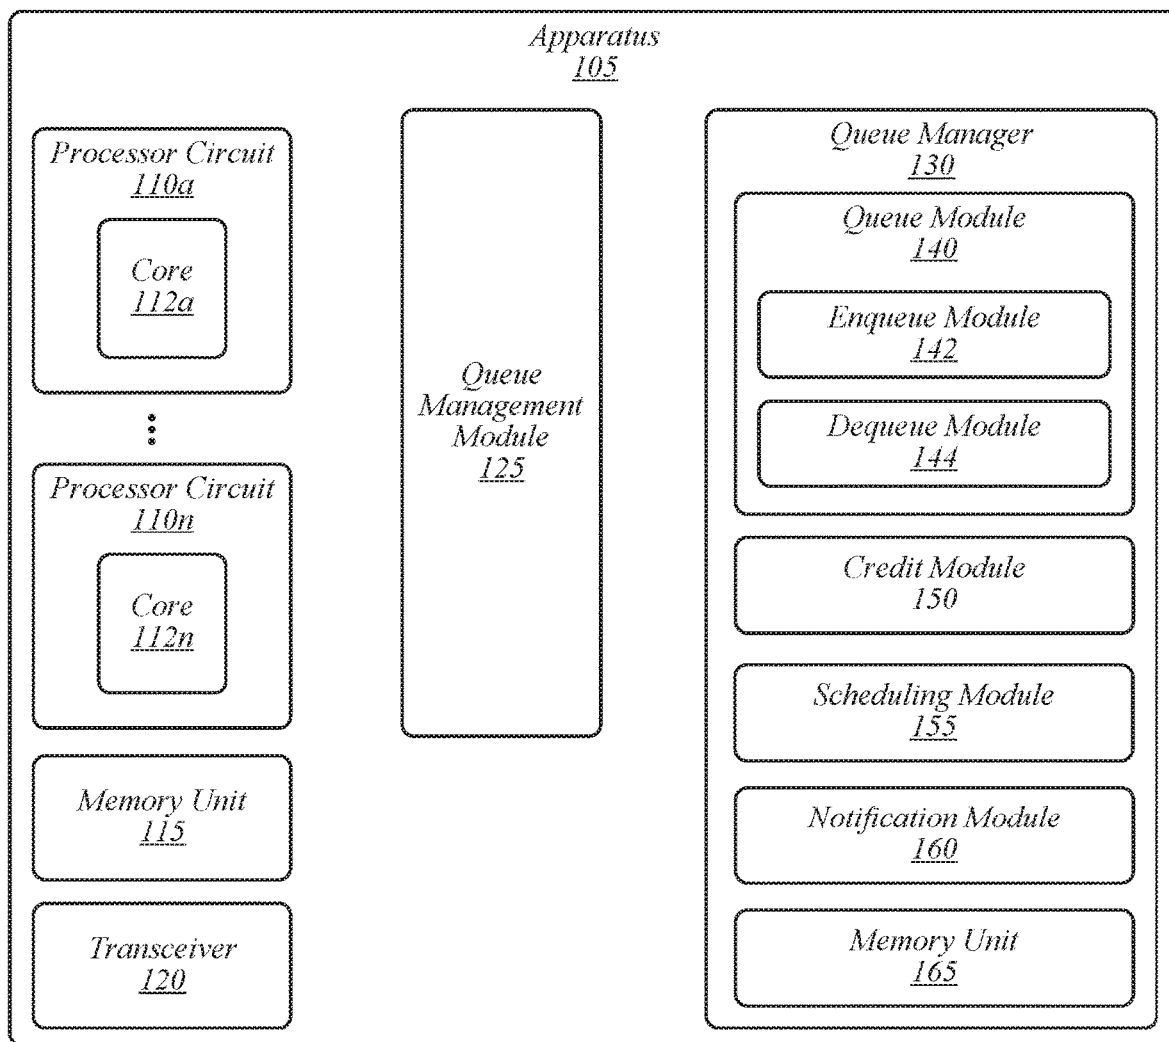 Apparatus
105
Processor Circuit
110a
Core
112a
Processor Circuit
110n
Core
112n
Memory Unit
115
Transceiver
120
Queue
Management
Module
125
Queue Manager
130
Queue Module
140
Enqueue Module
142
Dequeue Module
144
Credit Module
150
Scheduling Module
155
Notification Module
160
Memory Unit
165